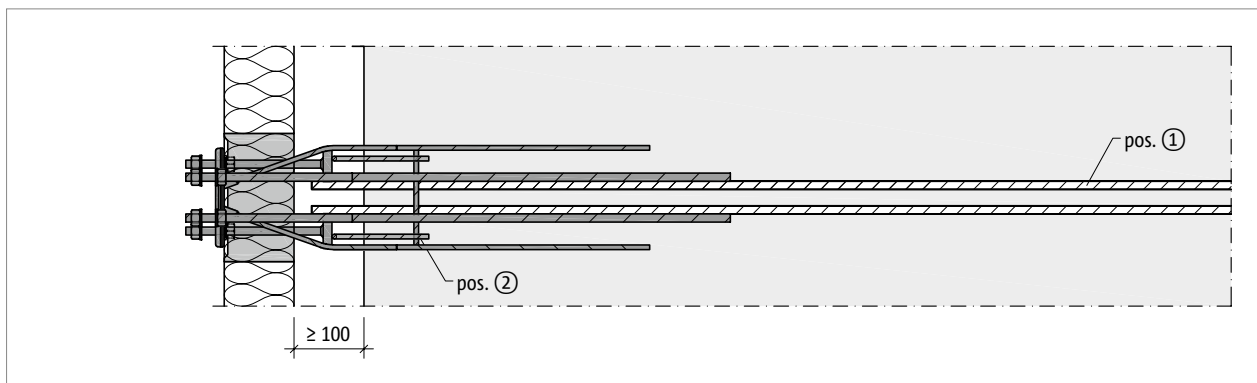 pos. ①
pos. ②
≥ 100